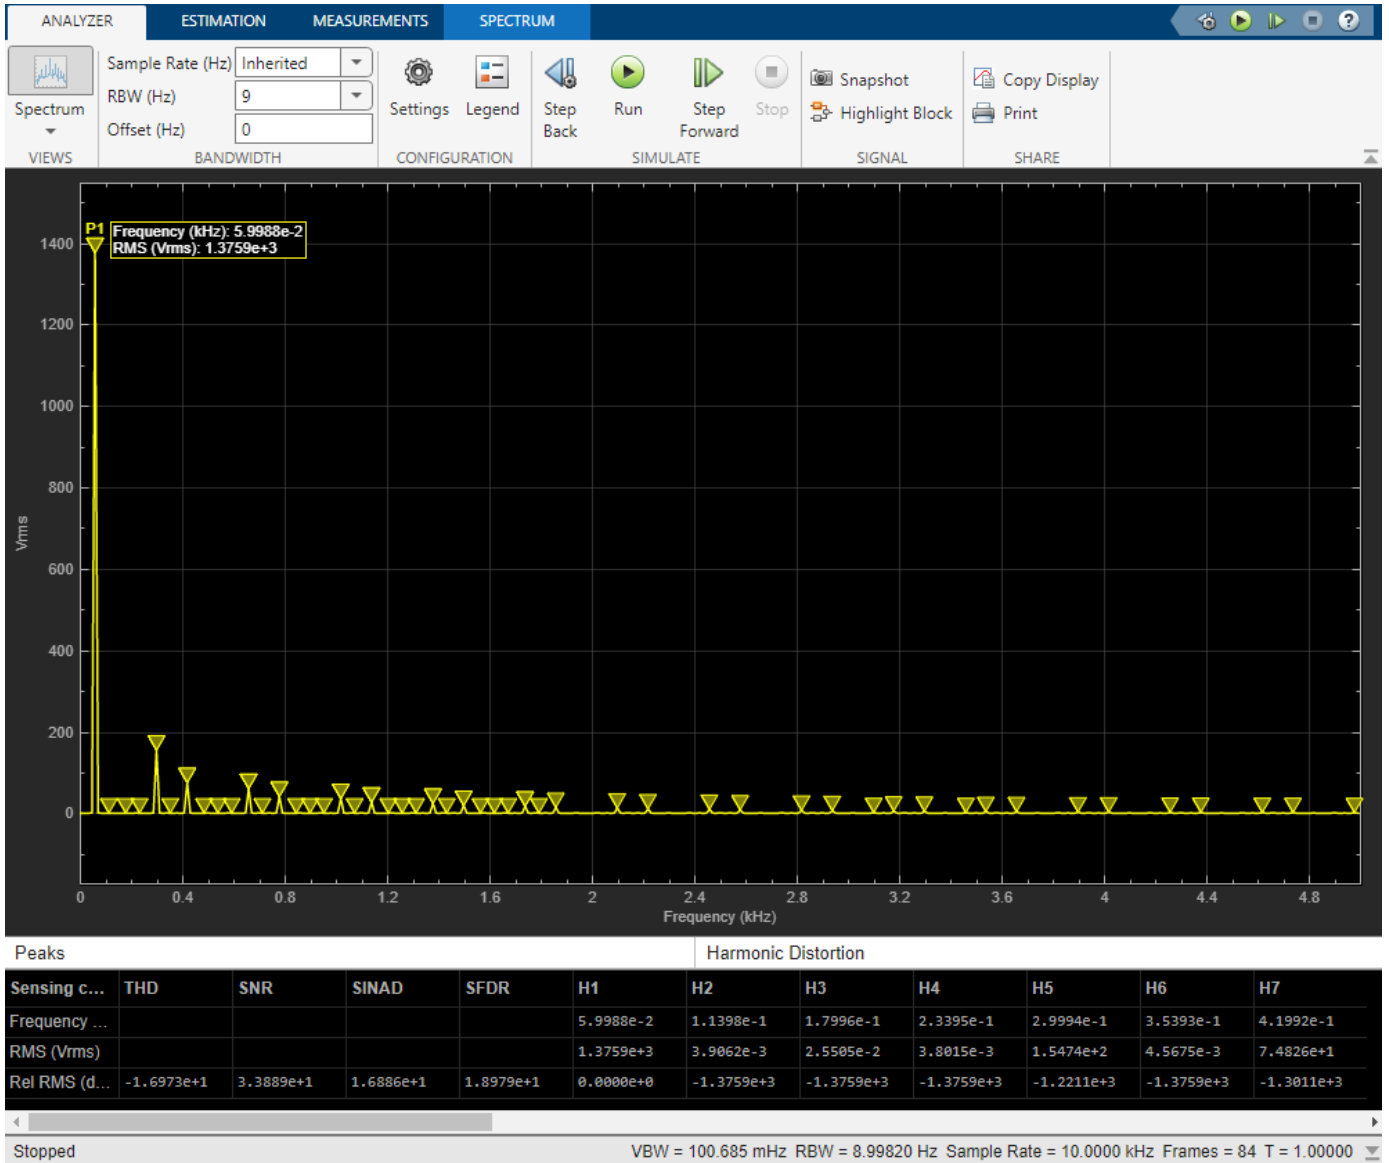 ANALYZER ESTIMATION MEASUREMENTS SPECTRUM
Sample Rate (Hz) Inherited
RBW (Hz) 9
Offset (Hz) 0
Spectrum
Settings Legend Step Back Run Step Forward Stop
Snapshot
Highlight Block
Copy Display
Print
VIEWS BANDWIDTH CONFIGURATION SIMULATE SIGNAL SHARE
P1
Frequency (kHz): 5.9988e-2
RMS (Vrms): 1.3759e+3
1400
1200
1000
800
600
400
200
0
Vrms
0 0.4 0.8 1.2 1.6 2 2.4 2.8 3.2 3.6 4 4.4 4.8
Frequency (kHz)
Peaks Harmonic Distortion
Sensing c... THD SNR SINAD SFDR H1 H2 H3 H4 H5 H6 H7
Frequency ... 5.9988e-2 1.1398e-1 1.7996e-1 2.3395e-1 2.9994e-1 3.5393e-1 4.1992e-1
RMS (Vrms) 1.3759e+3 3.9062e-3 2.5505e-2 3.8015e-3 1.5474e+2 4.5675e-3 7.4826e+1
Rel RMS (d... -1.6973e+1 3.3889e+1 1.6886e+1 1.8979e+1 0.0000e+0 -1.3759e+3 -1.3759e+3 -1.3759e+3 -1.2211e+3 -1.3759e+3 -1.3011e+3
Stopped VBW = 100.685 mHz RBW = 8.99820 Hz Sample Rate = 10.0000 kHz Frames = 84 T = 1.00000